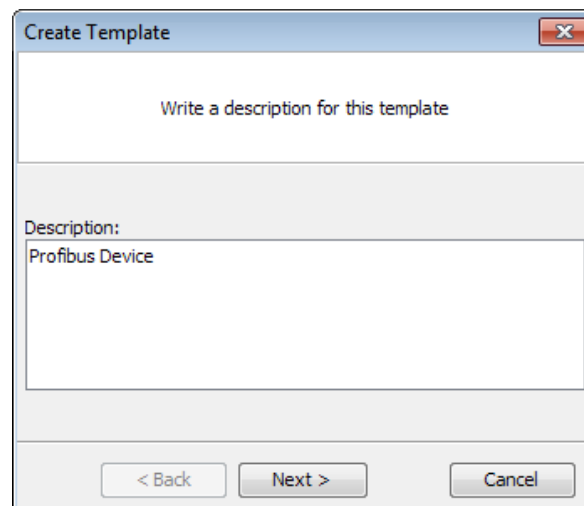 Create Template
Write a description for this template
Description:
Profibus Device
< Back
Next >
Cancel